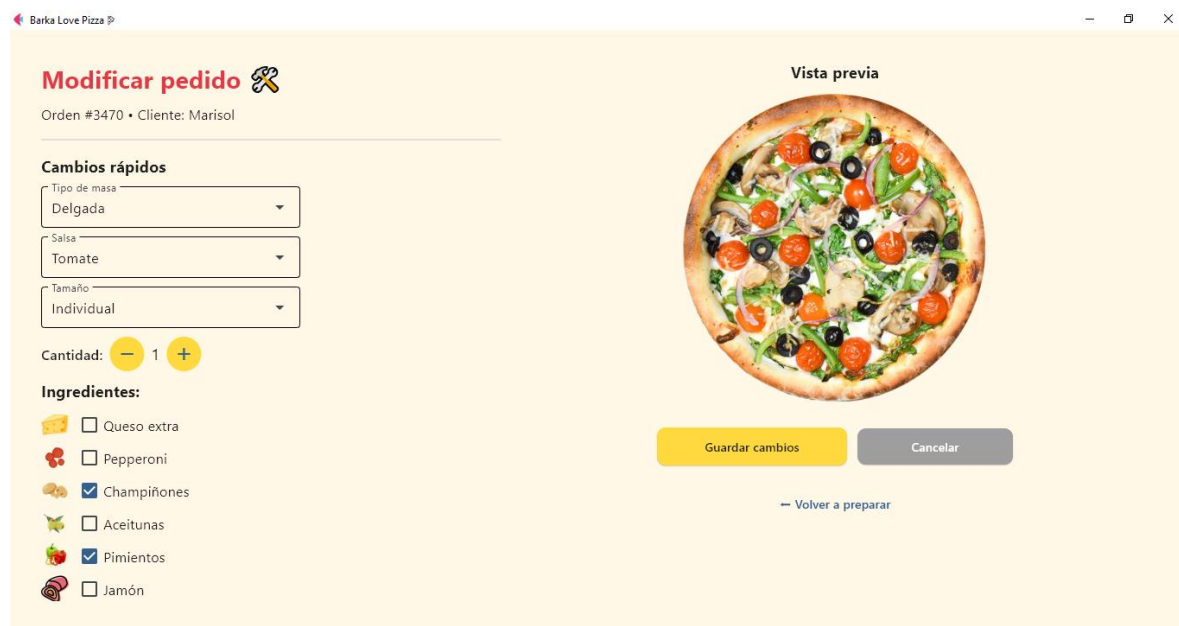 Barka Love Pizza
Modificar pedido
Orden #3470 • Cliente: Marisol
Cambios rápidos
Tipo de masa
Delgada
Salsa
Tomate
Tamaño
Individual
Cantidad: − 1 +
Ingredientes:
Queso extra
Pepperoni
Champiñones
Aceitunas
Pimientos
Jamón
Vista previa
Guardar cambios
Cancelar
← Volver a preparar